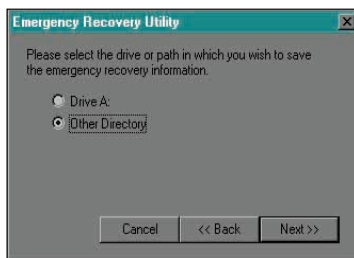 Emergency Recovery Utility
Please select the drive or path in which you wish to save
the emergency recovery information.
Drive A:
Other Directory
Cancel
<< Back
Next >>